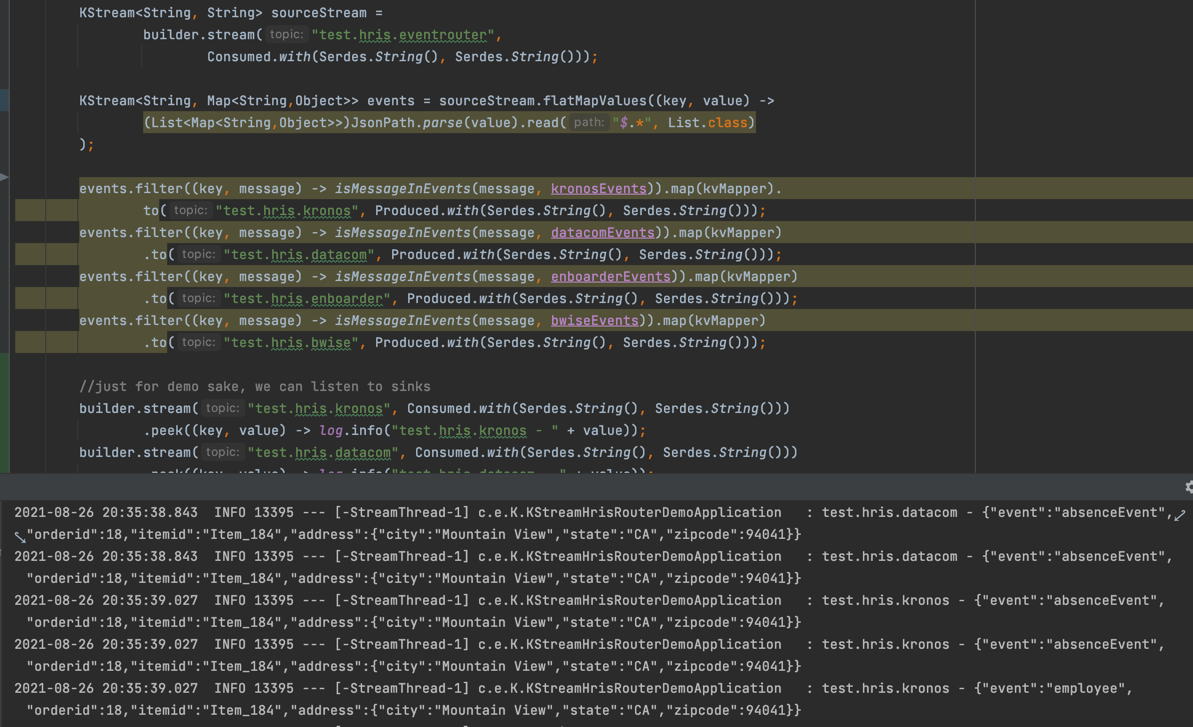 KStream<String, String> sourceStream =
builder.stream( topic: "test.hris.eventrouter",
Consumed.with(Serdes.String(), Serdes.String()));
KStream<String, Map<String,Object>> events = sourceStream.flatMapValues((key, value) ->
(List<Map<String,Object>>)JsonPath.parse(value).read( path: "$.*", List.class)
);
events.filter((key, message) -> isMessageInEvents(message, kronosEvents)).map(kvMapper).
to( topic: "test.hris.kronos", Produced.with(Serdes.String(), Serdes.String()));
events.filter((key, message) -> isMessageInEvents(message, datacomEvents)).map(kvMapper)
.to( topic: "test.hris.datacom", Produced.with(Serdes.String(), Serdes.String()));
events.filter((key, message) -> isMessageInEvents(message, enboarderEvents)).map(kvMapper)
.to( topic: "test.hris.enboarder", Produced.with(Serdes.String(), Serdes.String()));
events.filter((key, message) -> isMessageInEvents(message, bwiseEvents)).map(kvMapper)
.to( topic: "test.hris.bwise", Produced.with(Serdes.String(), Serdes.String()));
//just for demo sake, we can listen to sinks
builder.stream( topic: "test.hris.kronos", Consumed.with(Serdes.String(), Serdes.String()))
.peek((key, value) -> log.info("test.hris.kronos - " + value));
builder.stream( topic: "test.hris.datacom", Consumed.with(Serdes.String(), Serdes.String()))
.peek((key, value) -> log.info("test.hris.datacom - " + value));
2021-08-26 20:35:38.843  INFO 13395 --- [-StreamThread-1] c.e.K.KStreamHrisRouterDemoApplication   : test.hris.datacom - {"event":"absenceEvent",
"orderid":18,"itemid":"Item_184","address":{"city":"Mountain View","state":"CA","zipcode":94041}}
2021-08-26 20:35:38.843  INFO 13395 --- [-StreamThread-1] c.e.K.KStreamHrisRouterDemoApplication   : test.hris.datacom - {"event":"absenceEvent",
"orderid":18,"itemid":"Item_184","address":{"city":"Mountain View","state":"CA","zipcode":94041}}
2021-08-26 20:35:39.027  INFO 13395 --- [-StreamThread-1] c.e.K.KStreamHrisRouterDemoApplication   : test.hris.kronos - {"event":"absenceEvent",
"orderid":18,"itemid":"Item_184","address":{"city":"Mountain View","state":"CA","zipcode":94041}}
2021-08-26 20:35:39.027  INFO 13395 --- [-StreamThread-1] c.e.K.KStreamHrisRouterDemoApplication   : test.hris.kronos - {"event":"absenceEvent",
"orderid":18,"itemid":"Item_184","address":{"city":"Mountain View","state":"CA","zipcode":94041}}
2021-08-26 20:35:39.027  INFO 13395 --- [-StreamThread-1] c.e.K.KStreamHrisRouterDemoApplication   : test.hris.kronos - {"event":"employee",
"orderid":18,"itemid":"Item_184","address":{"city":"Mountain View","state":"CA","zipcode":94041}}